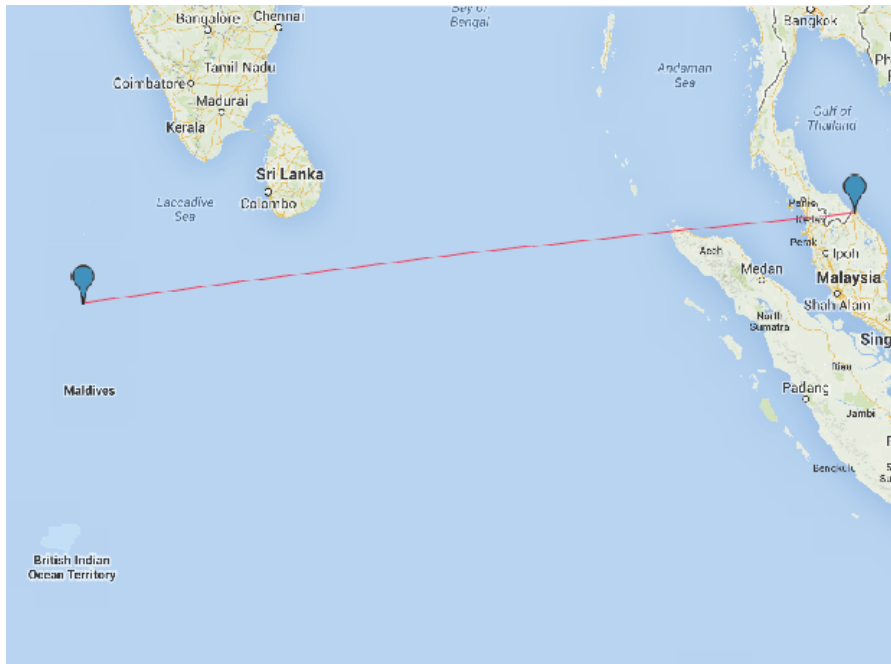 Bangalore
Chennai
Bay of
Bengal
Bangkok
Tamil Nadu
Coimbatore
Madurai
Kerala
Andaman
Sea
Gulf of
Thailand
Sri Lanka
Colombo
Laccadive
Sea
Perak
Ipoh
Aceh
Medan
Malaysia
Shah Alam
North
Sumatra
Sing
Riau
Maldives
Padang
Jambi
Bengkulu
British Indian
Ocean Territory